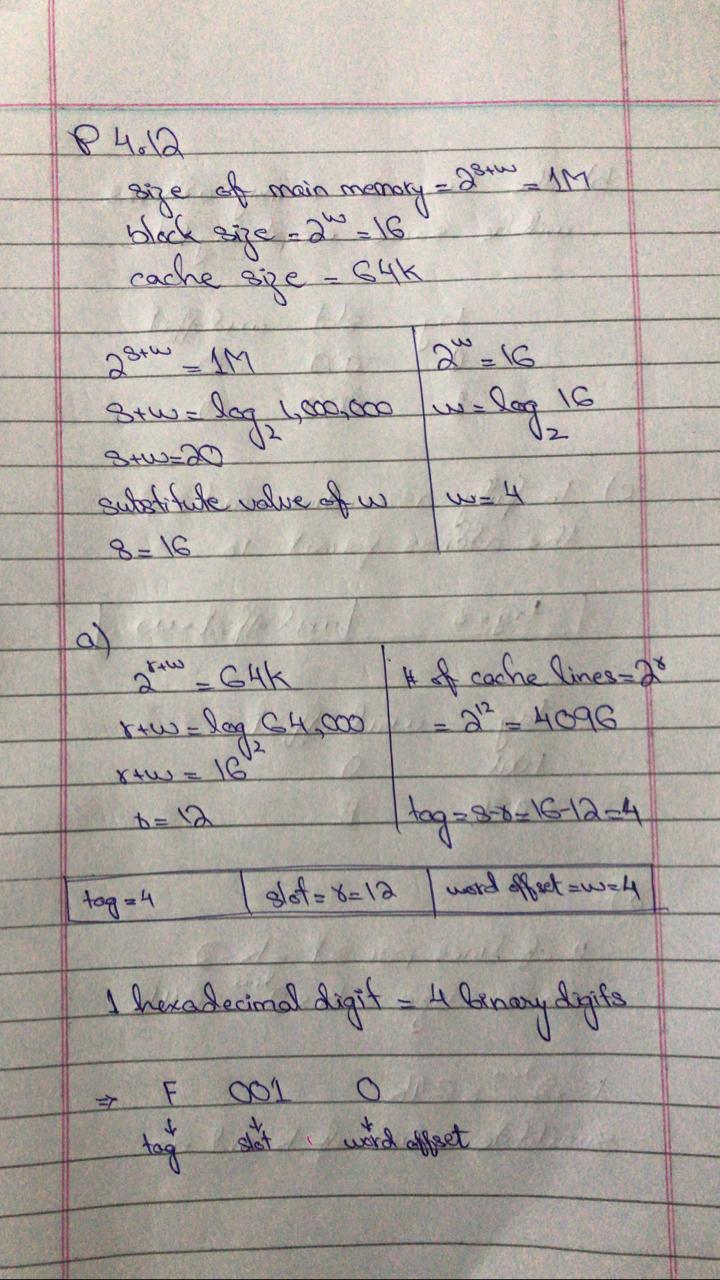 P 4.12
size of main memory = 2^s+w = 1M
block size = 2^w = 16
cache size = 64K
2^s+w = 1M
s+w = log₂ 1,000,000
s+w=20
substitute value of w
s = 16
2^w = 16
w = log₂ 16
w = 4
a)
2^r+w = 64K
r+w = log₂ 64,000
r+w = 16
r = 12
# of cache lines = 2^r
= 2^12 = 4096
tag = s-r = 16-12 = 4
tag = 4 slot = r = 12 word offset = w = 4
1 hexadecimal digit = 4 binary digits
⇒ F 001 0
↓ ↓ ↓
tag slot word offset